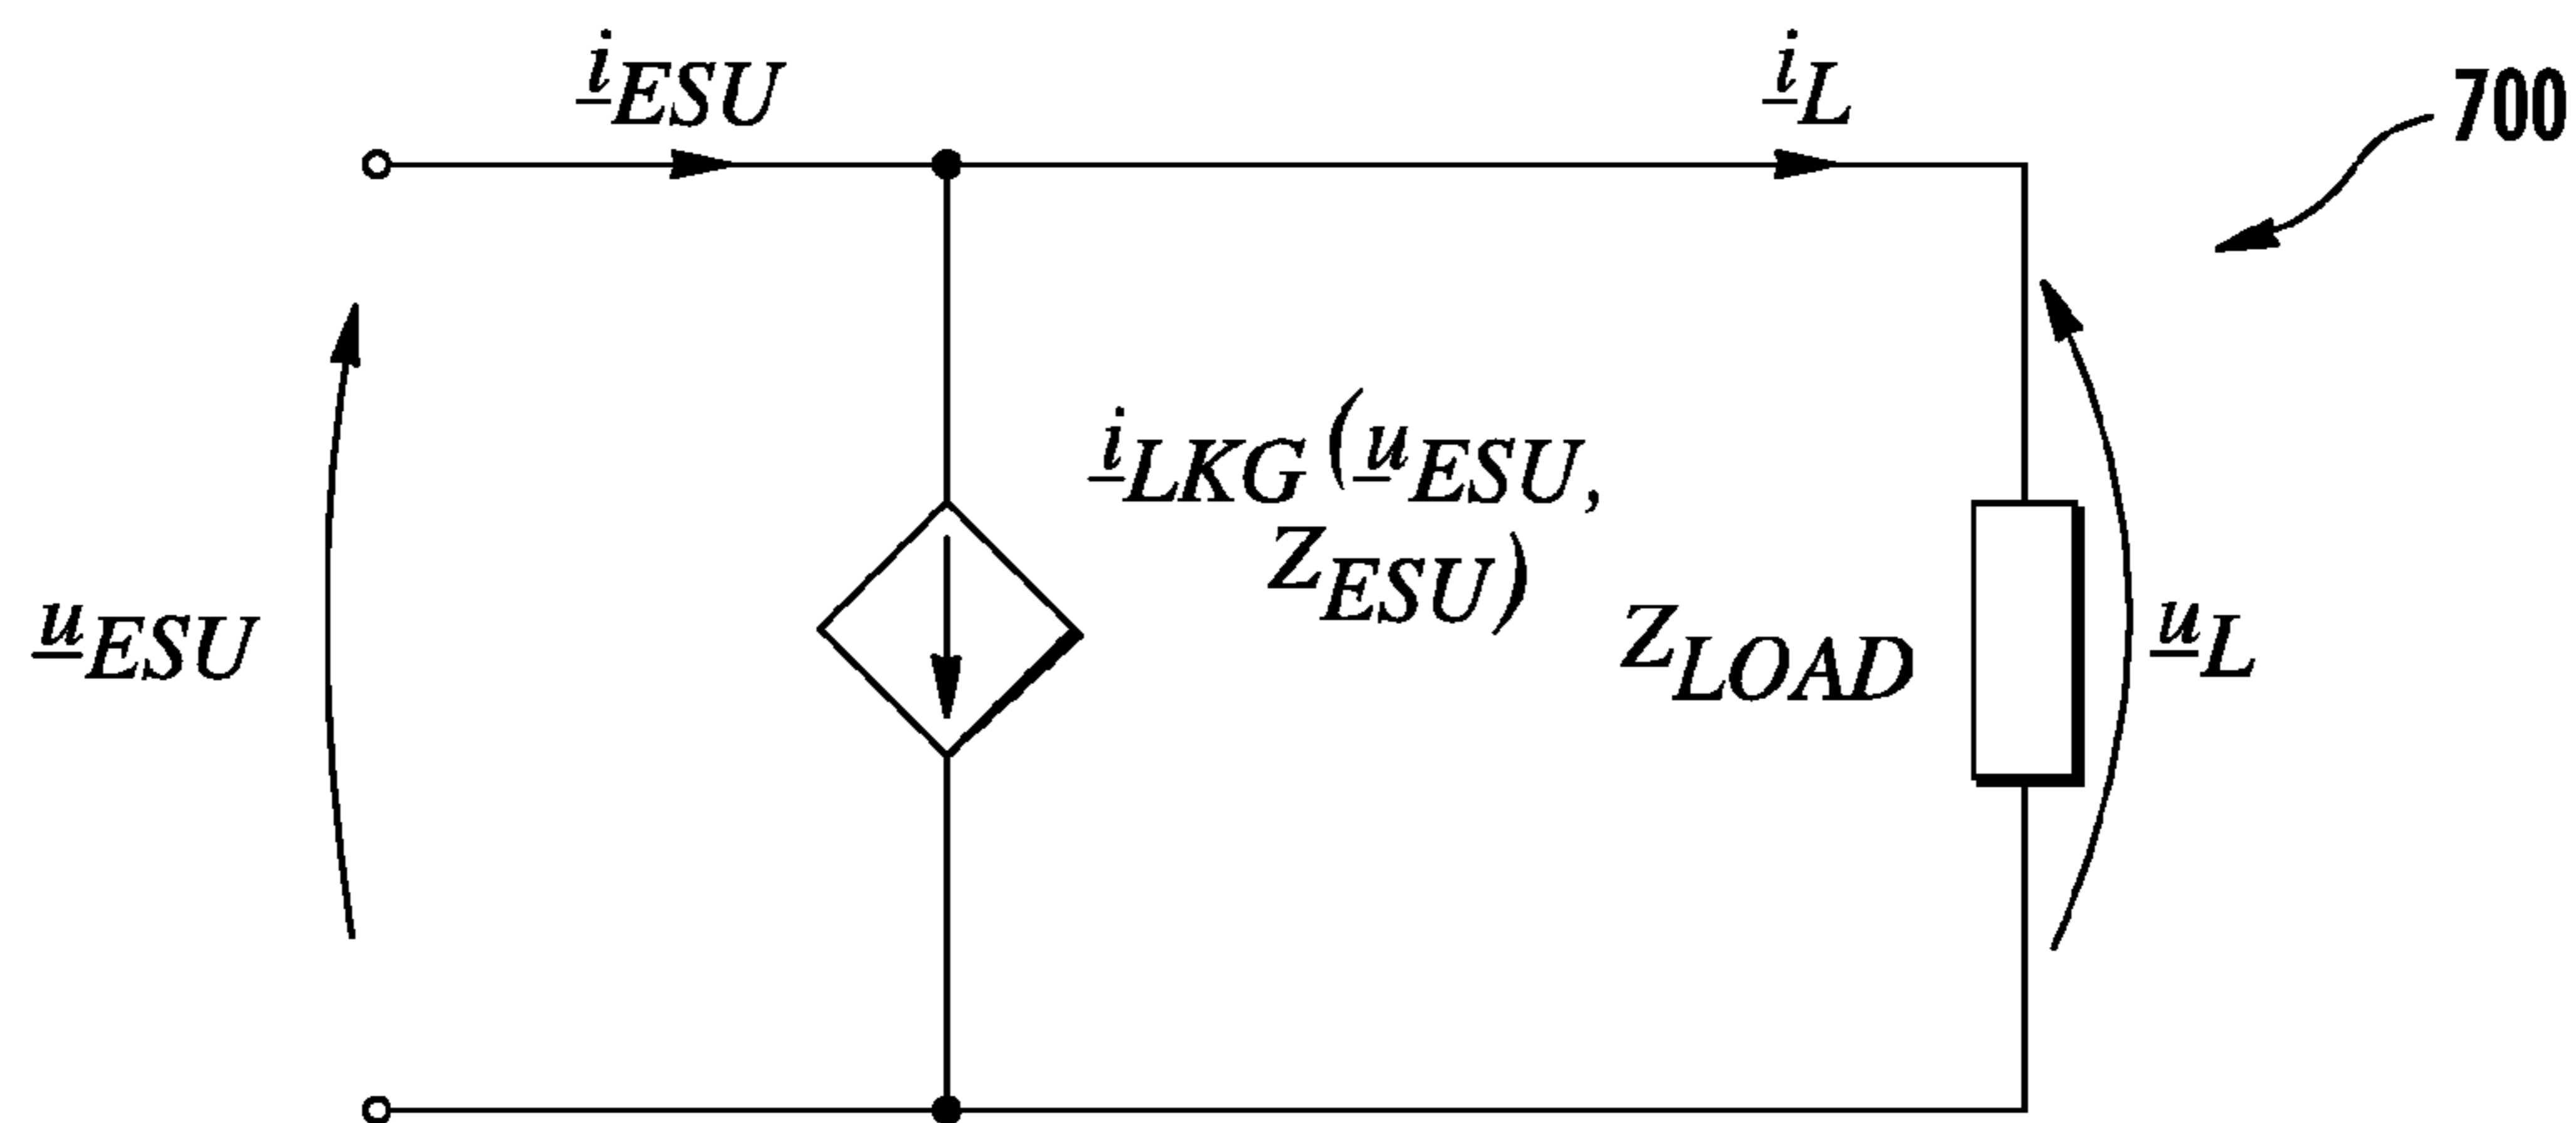 i_ESU
i_L
700
i_LKG (u_ESU,
Z_ESU)
u_ESU
Z_LOAD
u_L